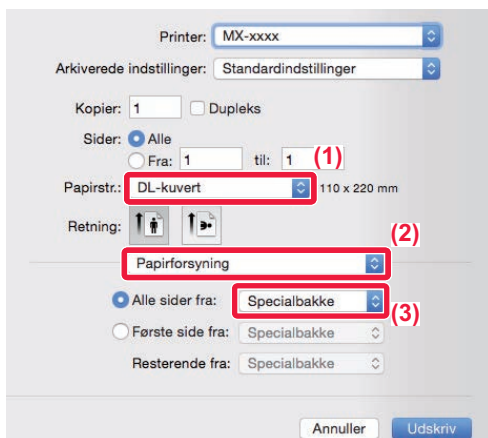 Printer: MX-xxxx
Arkiverede indstillinger: Standardindstillinger
Kopier: 1 Dupleks
Sider: Alle
Fra: 1 til: 1 (1)
Papirstr.: DL-kuvert 110 x 220 mm
Retning:
(2)
Papirforsyning
Alle sider fra: Specialbakke
(3)
Første side fra: Specialbakke
Resterende fra: Specialbakke
Annuller Udskriv